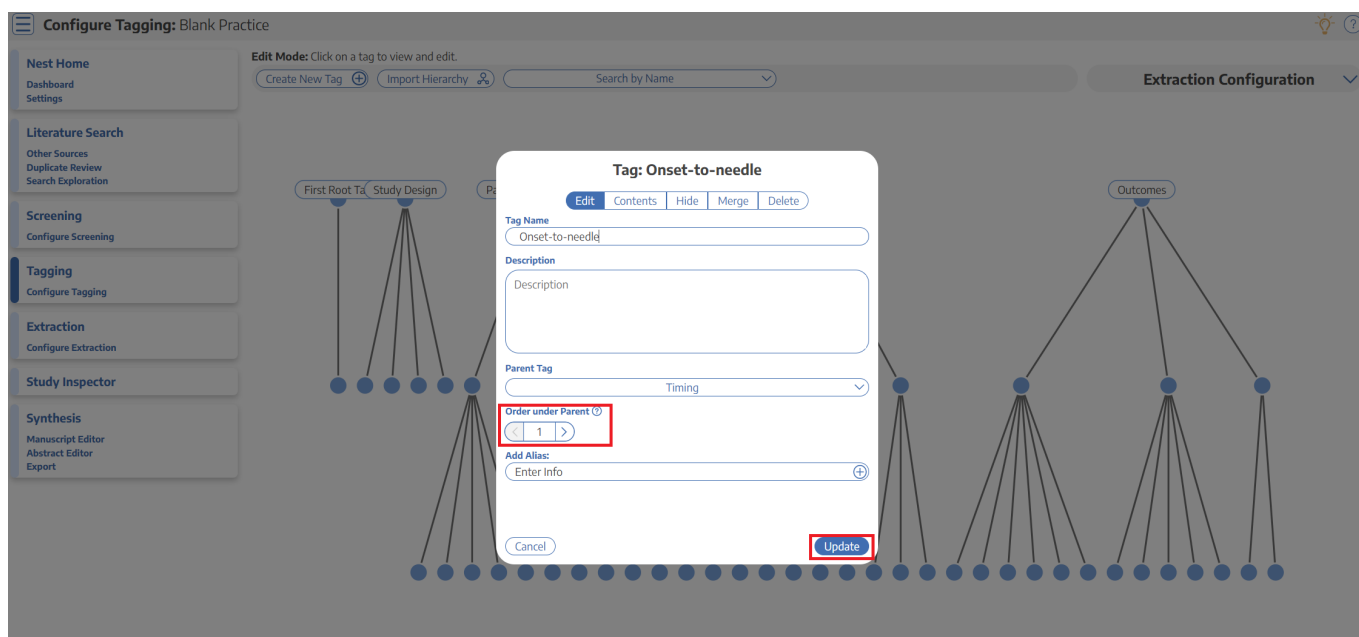 Configure Tagging: Blank Practice
Nest Home
Dashboard
Settings
Literature Search
Other Sources
Duplicate Review
Search Exploration
Screening
Configure Screening
Tagging
Configure Tagging
Extraction
Configure Extraction
Study Inspector
Synthesis
Manuscript Editor
Abstract Editor
Export
Edit Mode: Click on a tag to view and edit.
Create New Tag Import Hierarchy Search by Name Extraction Configuration
First Root Ta Study Design Pa Outcomes
Tag: Onset-to-needle
Edit Contents Hide Merge Delete
Tag Name
Onset-to-needle
Description
Description
Parent Tag
Timing
Order under Parent ?
< 1 >
Add Alias:
Enter Info
Cancel Update